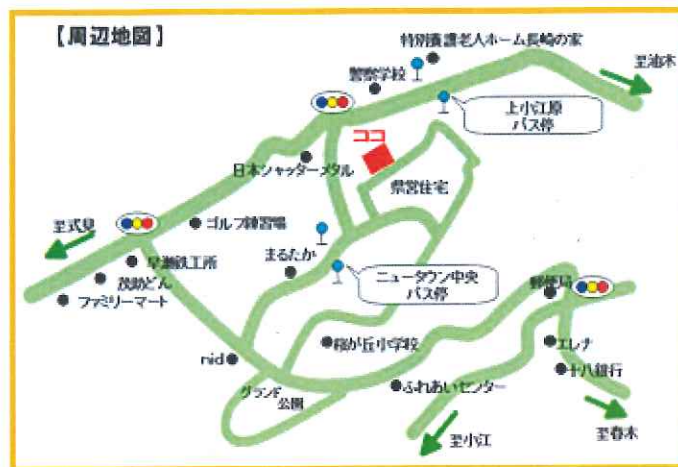 【周辺地図】
特別養護老人ホーム長崎の家
警察学校
至油木
上小江原
バス停
ココ
日本シャッターメタル
県営住宅
至式見
ゴルフ練習場
早瀬鉄工所
まるたか
茂助どん
ファミリーマート
ニュータウン中央
バス停
郵便局
nid
桜が丘小学校
エレナ
十八銀行
グランド
公園
ふれあいセンター
至小江
至春木